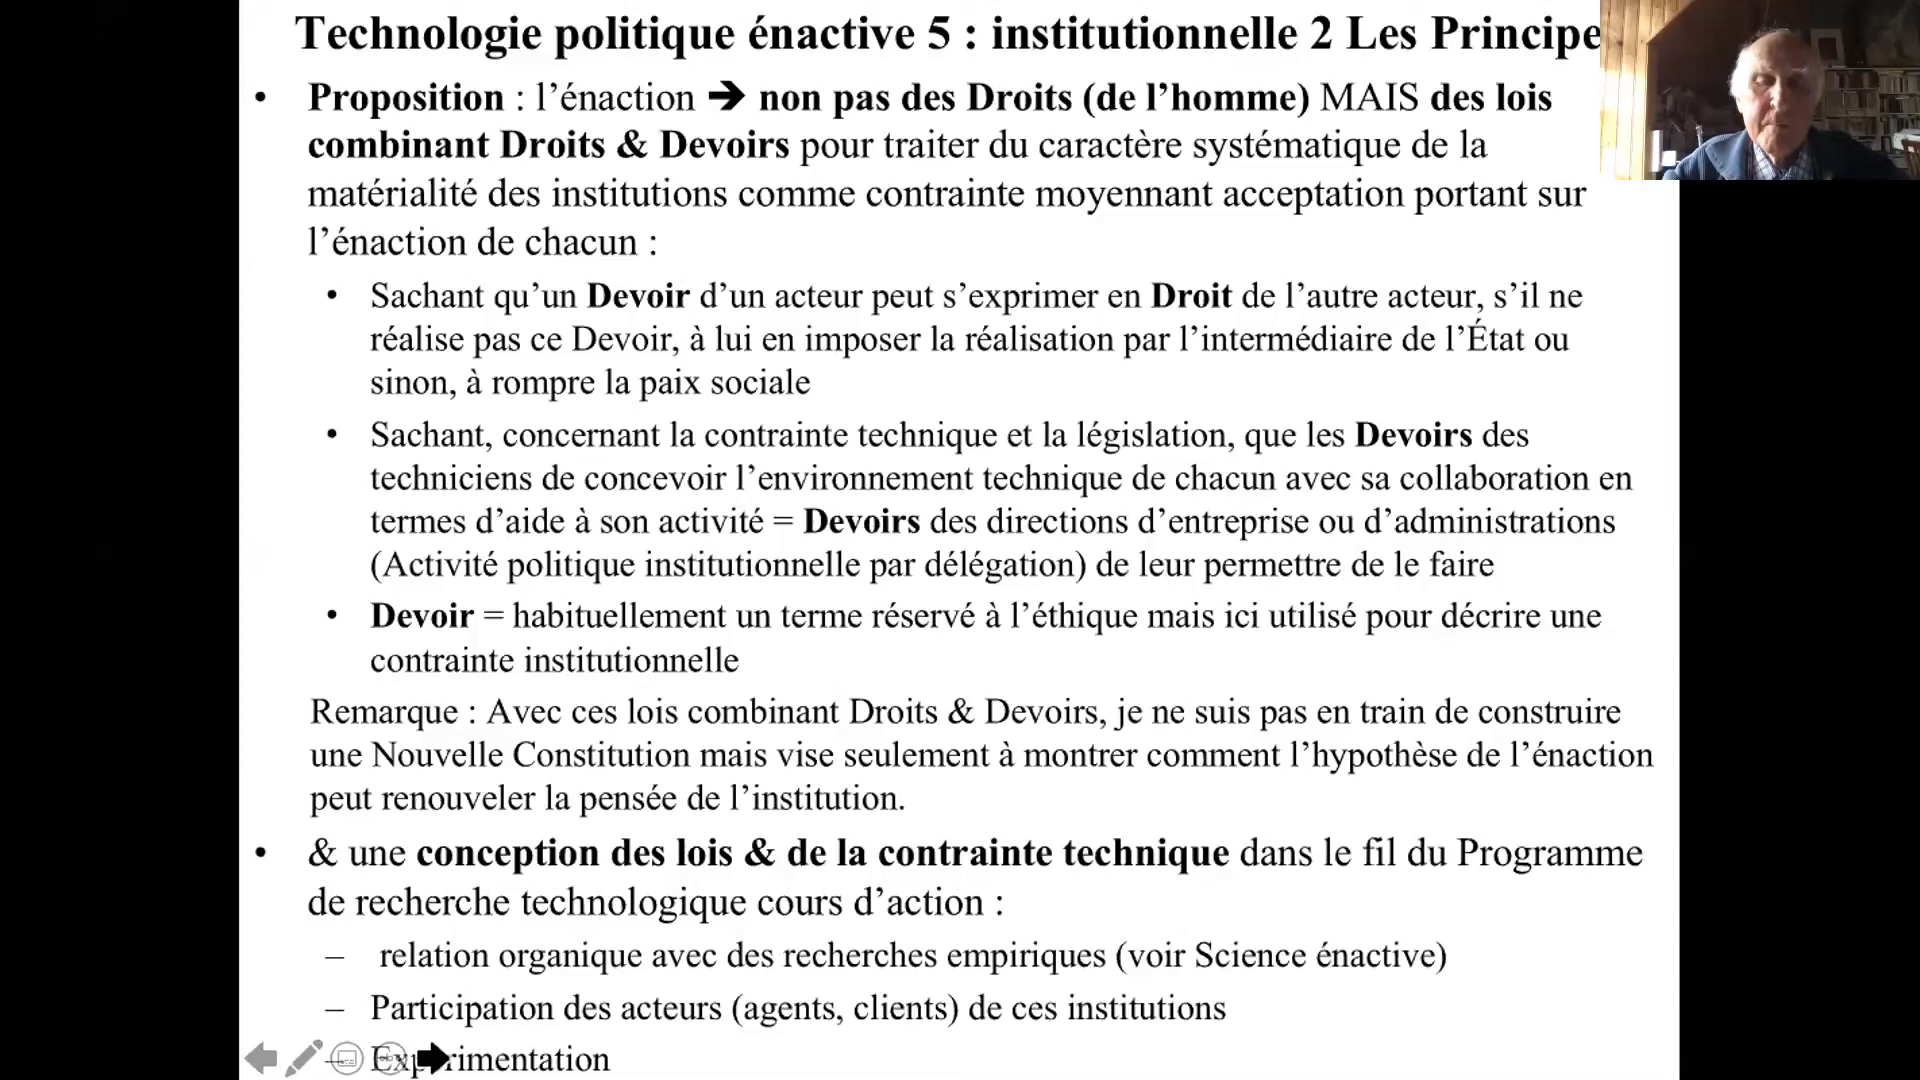 Technologie politique énactive 5 : institutionnelle 2 Les Principe
• Proposition : l’énaction ➔ non pas des Droits (de l’homme) MAIS des lois
combinant Droits & Devoirs pour traiter du caractère systématique de la
matérialité des institutions comme contrainte moyennant acceptation portant sur
l’énaction de chacun :
• Sachant qu’un Devoir d’un acteur peut s’exprimer en Droit de l’autre acteur, s’il ne
réalise pas ce Devoir, à lui en imposer la réalisation par l’intermédiaire de l’État ou
sinon, à rompre la paix sociale
• Sachant, concernant la contrainte technique et la législation, que les Devoirs des
techniciens de concevoir l’environnement technique de chacun avec sa collaboration en
termes d’aide à son activité = Devoirs des directions d’entreprise ou d’administrations
(Activité politique institutionnelle par délégation) de leur permettre de le faire
• Devoir = habituellement un terme réservé à l’éthique mais ici utilisé pour décrire une
contrainte institutionnelle
Remarque : Avec ces lois combinant Droits & Devoirs, je ne suis pas en train de construire
une Nouvelle Constitution mais vise seulement à montrer comment l’hypothèse de l’énaction
peut renouveler la pensée de l’institution.
• & une conception des lois & de la contrainte technique dans le fil du Programme
de recherche technologique cours d’action :
– relation organique avec des recherches empiriques (voir Science énactive)
– Participation des acteurs (agents, clients) de ces institutions
– Expérimentation